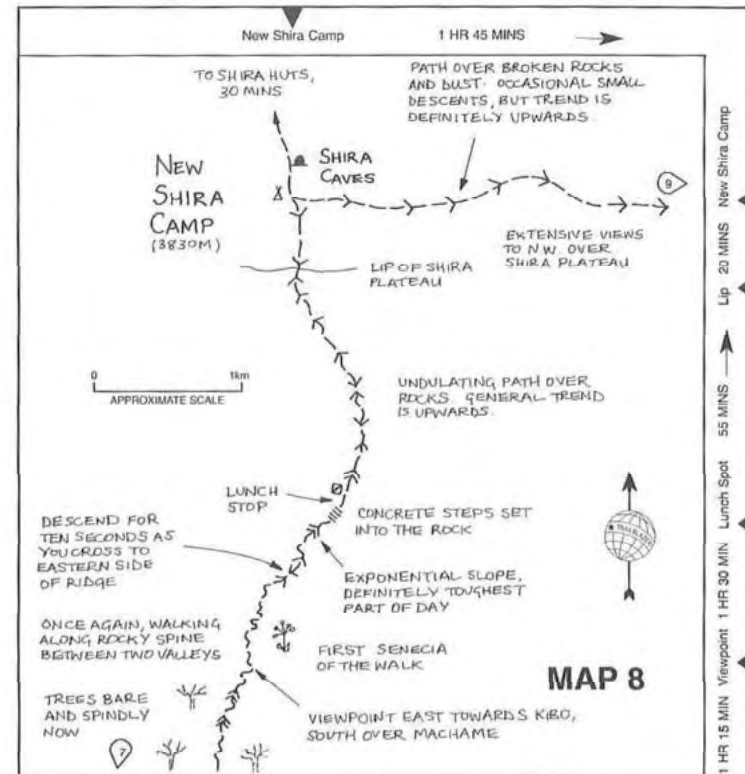 New Shira Camp 1 HR 45 MINS
TO SHIRA HUTS,
30 MINS
PATH OVER BROKEN ROCKS
AND DUST. OCCASIONAL SMALL
DESCENTS, BUT TREND IS
DEFINITELY UPWARDS
SHIRA
CAVES
NEW
SHIRA
CAMP
(3830M)
9
EXTENSIVE VIEWS
TO NW. OVER
SHIRA PLATEAU
LIP OF SHIRA
PLATEAU
0 1km
APPROXIMATE SCALE
UNDULATING PATH OVER
ROCKS. GENERAL TREND
IS UPWARDS.
LUNCH
STOP
CONCRETE STEPS SET
INTO THE ROCK
DESCEND FOR
TEN SECONDS AS
YOU CROSS TO
EASTERN SIDE
OF RIDGE
EXPONENTIAL SLOPE,
DEFINITELY TOUGHEST
PART OF DAY
TRAILBLAZER
ONCE AGAIN, WALKING
ALONG ROCKY SPINE
BETWEEN TWO VALLEYS
FIRST SENECIA
OF THE WALK
MAP 8
TREES BARE
AND SPINDLY
NOW
VIEWPOINT EAST TOWARDS KIBO,
SOUTH OVER MACHAME
7
1 HR 15 MIN Viewpoint 1 HR 30 MIN Lunch Spot 55 MINS Lip 20 MINS New Shira Camp